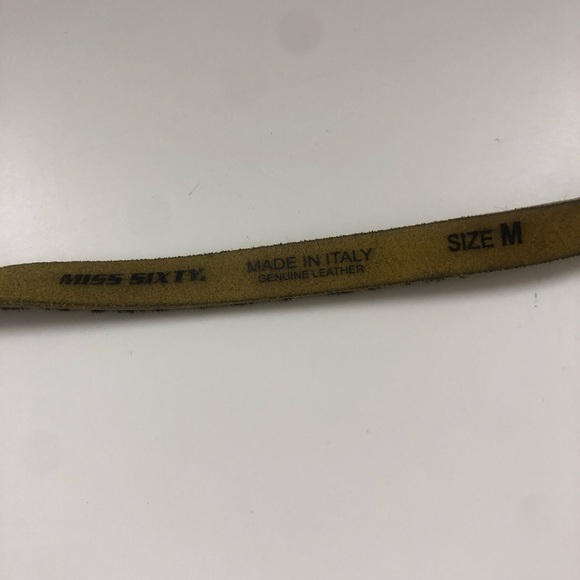 MISS SIXTY.
MADE IN ITALY
GENUINE LEATHER
SIZE M